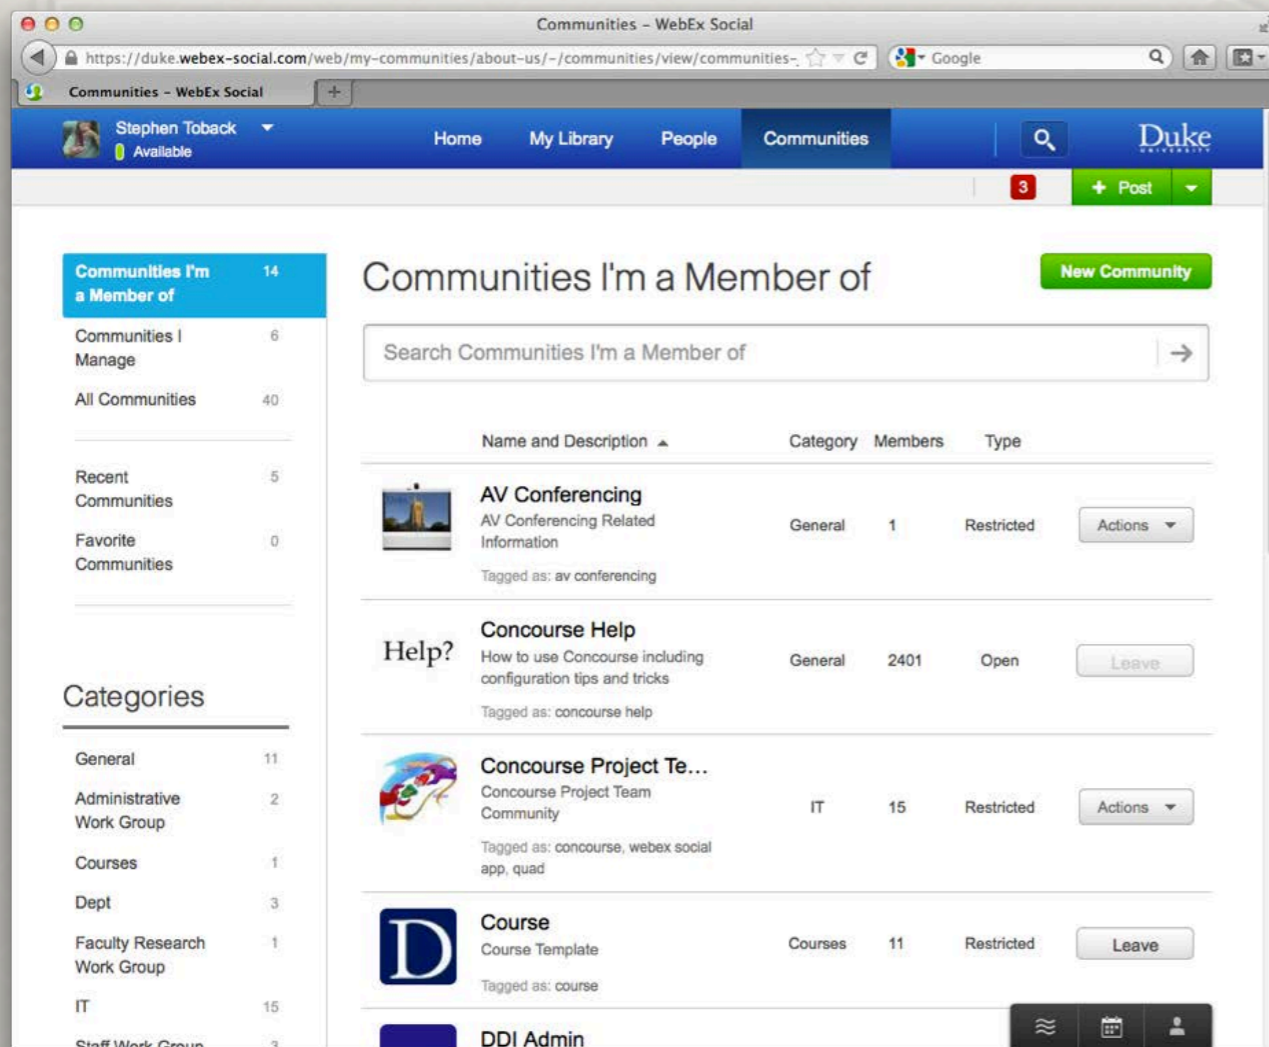 Communities – WebEx Social
https://duke.webex-social.com/web/my-communities/about-us/-/communities/view/communities-
Google
Communities – WebEx Social
Stephen Toback
Available
Home
My Library
People
Communities
Duke
UNIVERSITY
3
+ Post
Communities I'm 14
a Member of
Communities I 6
Manage
All Communities 40
Recent 5
Communities
Favorite 0
Communities
Categories
General 11
Administrative 2
Work Group
Courses 1
Dept 3
Faculty Research 1
Work Group
IT 15
Staff Work Group 3
Communities I'm a Member of
New Community
Search Communities I'm a Member of
Name and Description Category Members Type
AV Conferencing
AV Conferencing Related
Information
Tagged as: av conferencing
General 1 Restricted Actions
Help?
Concourse Help
How to use Concourse including
configuration tips and tricks
Tagged as: concourse help
General 2401 Open Leave
Concourse Project Te...
Concourse Project Team
Community
Tagged as: concourse, webex social
app, quad
IT 15 Restricted Actions
D
Course
Course Template
Tagged as: course
Courses 11 Restricted Leave
DDI Admin